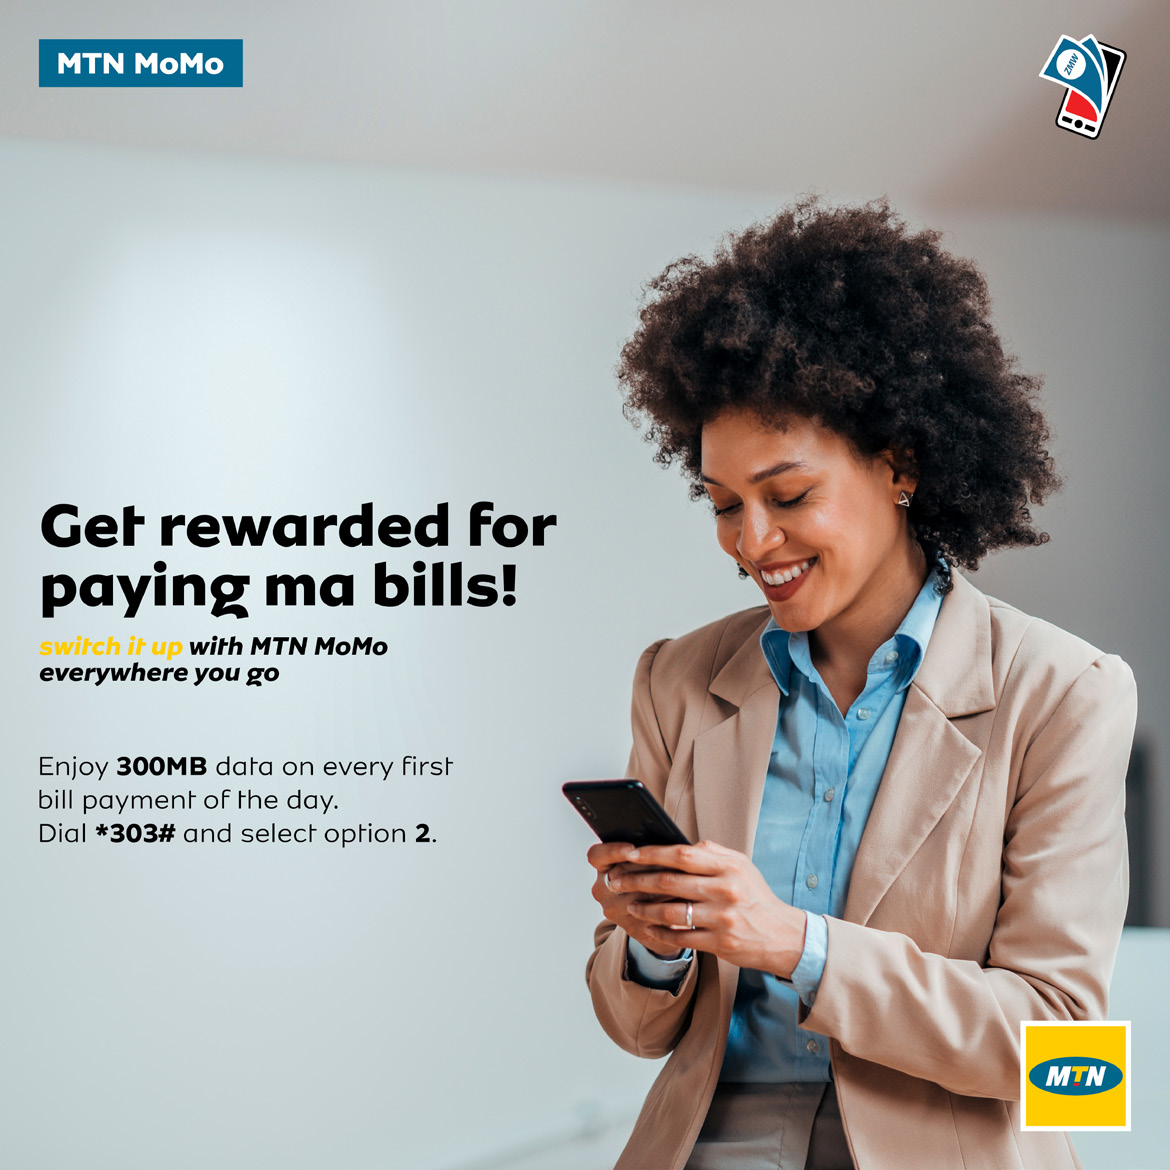 MTN MoMo
ZMW
Get rewarded for
paying ma bills!
switch it up with MTN MoMo
everywhere you go
Enjoy 300MB data on every first
bill payment of the day.
Dial *303# and select option 2.
MTN